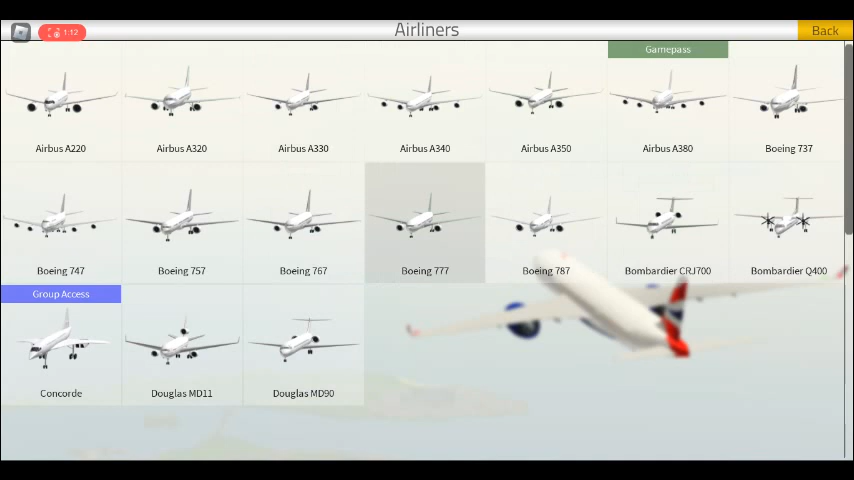 1:12
Airliners
Back
Gamepass
Airbus A220
Airbus A320
Airbus A330
Airbus A340
Airbus A350
Airbus A380
Boeing 737
Boeing 747
Boeing 757
Boeing 767
Boeing 777
Boeing 787
Bombardier CRJ700
Bombardier Q400
Group Access
Concorde
Douglas MD11
Douglas MD90